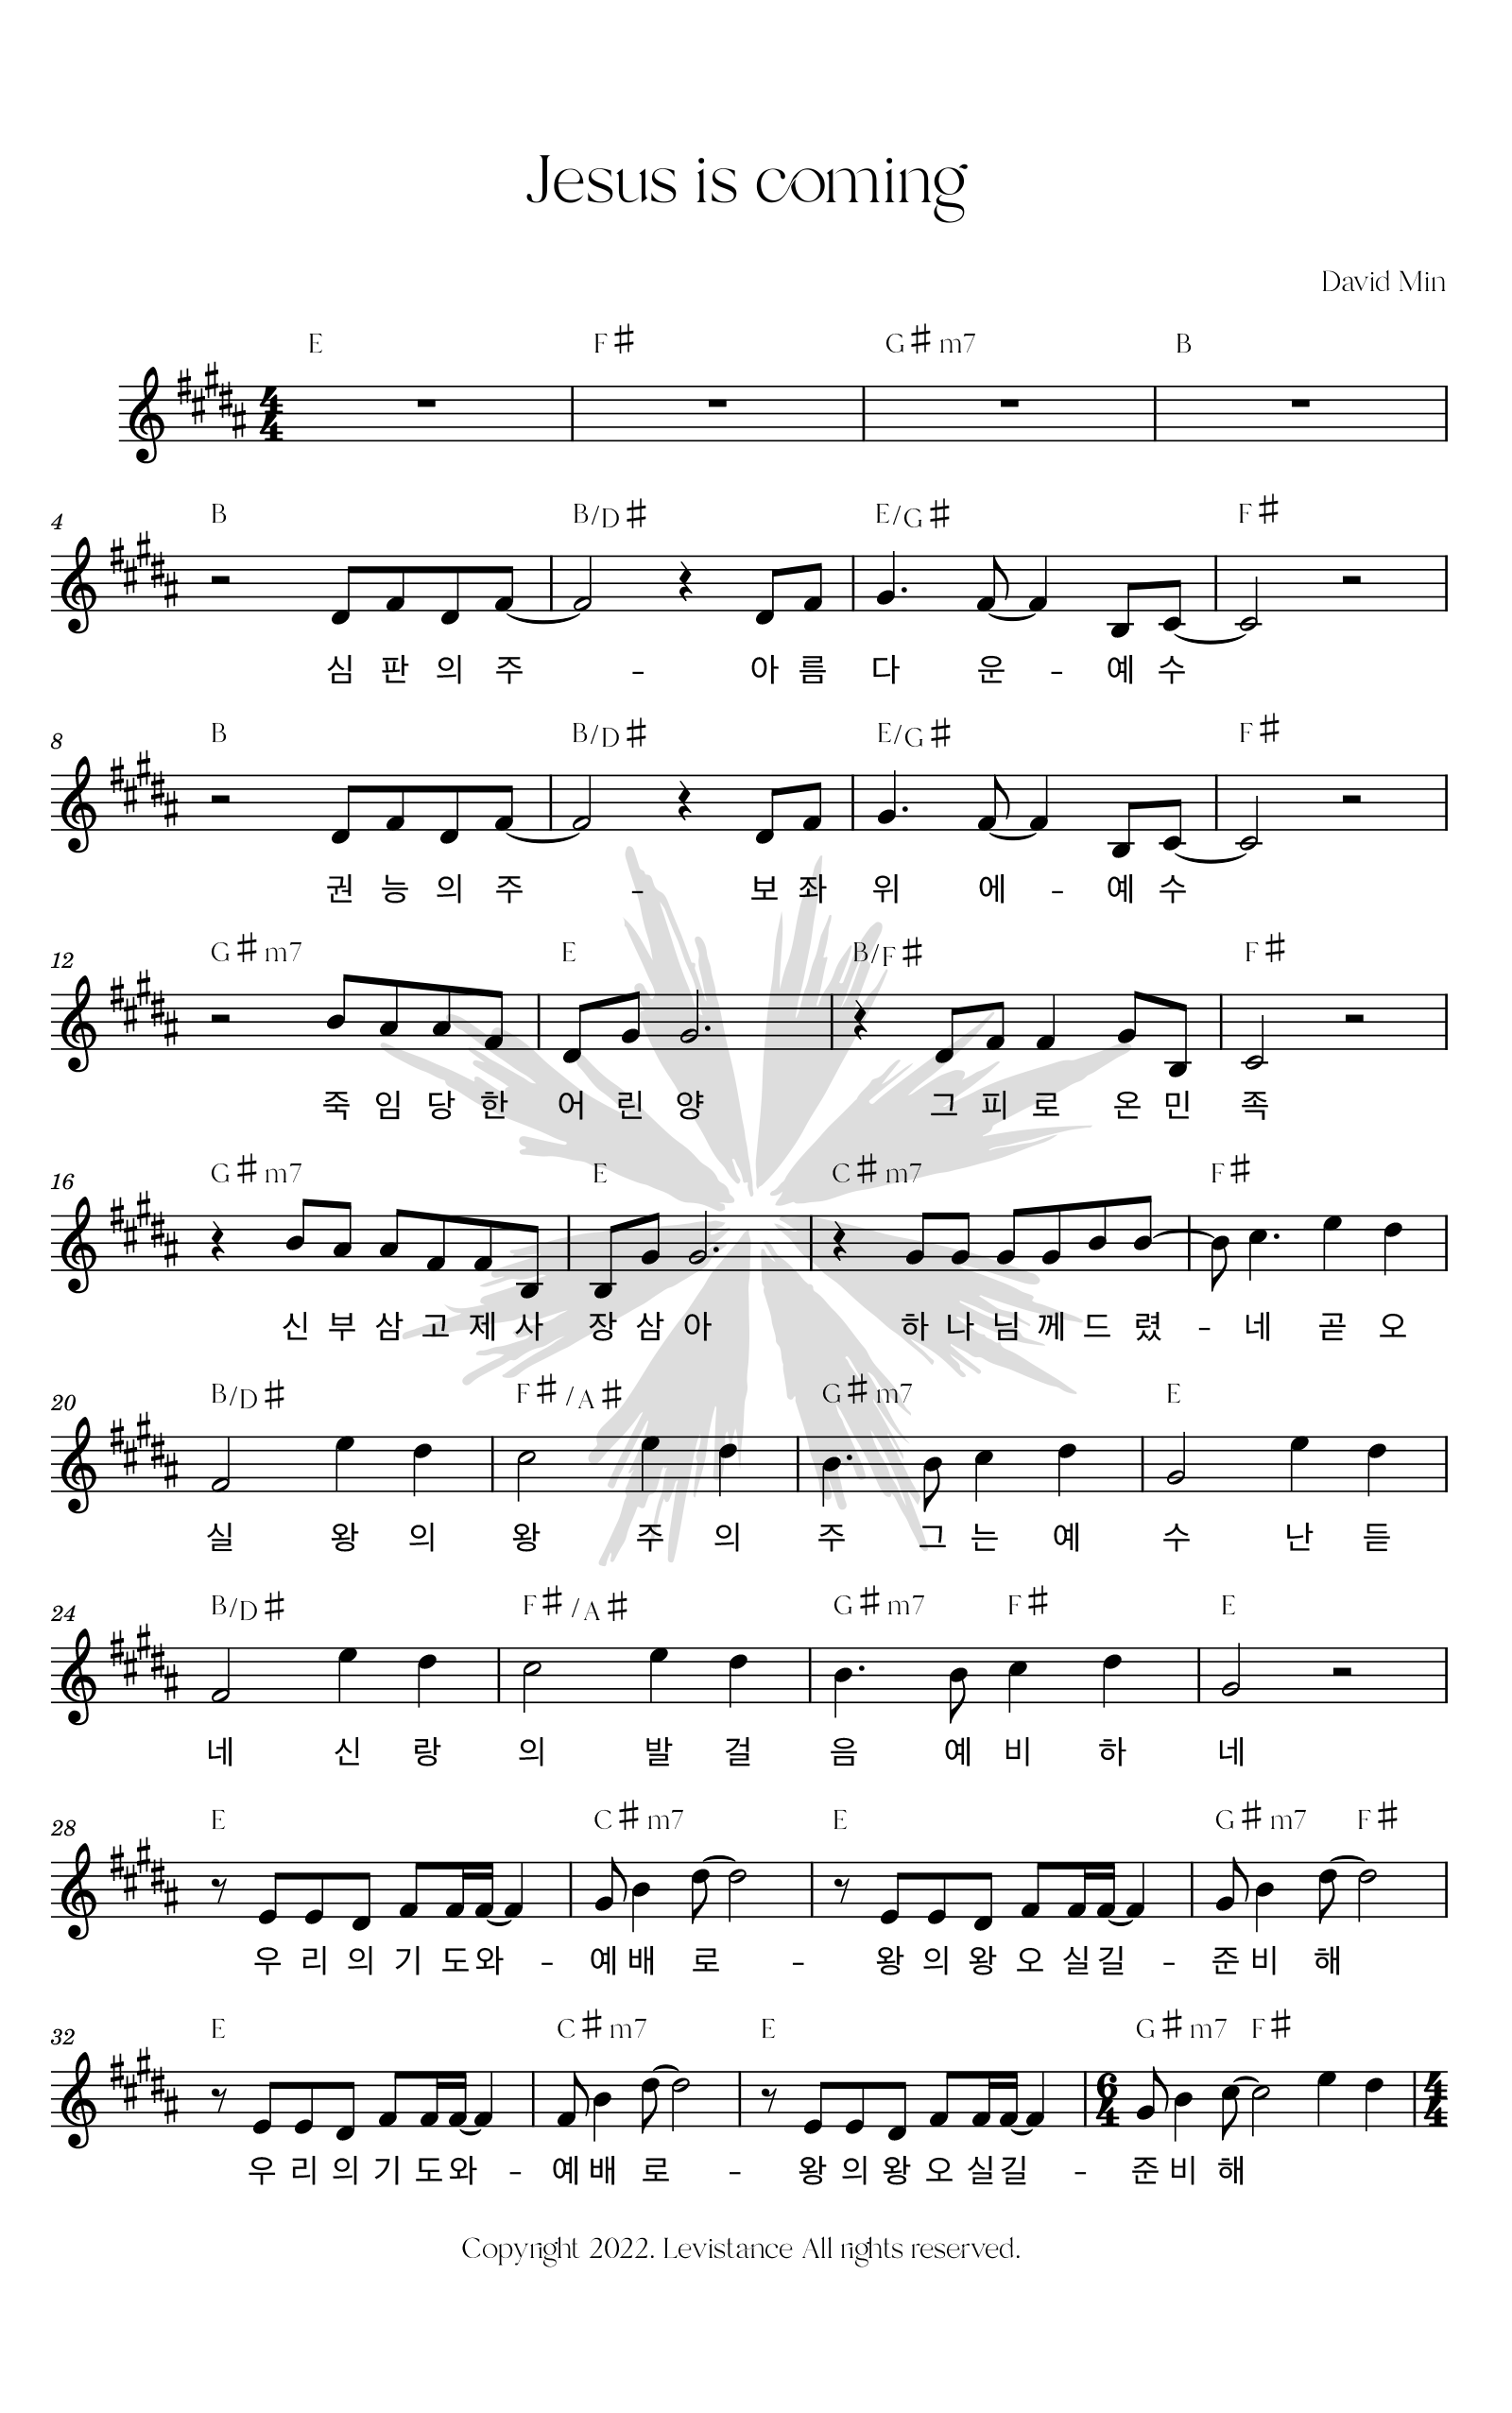 Jesus is coming
David Min
E F♯ G♯m7 B
4 4
4 B B/D♯ E/G♯ F♯
심 판 의 주 - 아 름 다 운 - 예 수
8 B B/D♯ E/G♯ F♯
권 능 의 주 - 보 좌 위 에 - 예 수
12 G♯m7 E B/F♯ F♯
죽 임 당 한 어 린 양 그 피 로 온 민 족
16 G♯m7 E C♯m7 F♯
신 부 삼 고 제 사 장 삼 아 하 나 님 께 드 렸 - 네 곧 오
20 B/D♯ F♯/A♯ G♯m7 E
실 왕 의 왕 주 의 주 그 는 예 수 난 듣
24 B/D♯ F♯/A♯ G♯m7 F♯ E
네 신 랑 의 발 걸 음 예 비 하 네
28 E C♯m7 E G♯m7 F♯
우 리 의 기 도 와 - 예 배 로 - 왕 의 왕 오 실 길 - 준 비 해
32 E C♯m7 E G♯m7 F♯
6 4 4 4
우 리 의 기 도 와 - 예 배 로 - 왕 의 왕 오 실 길 - 준 비 해
Copyright 2022. Levistance All rights reserved.